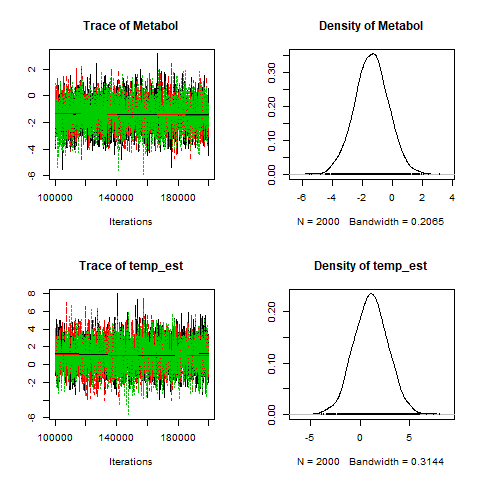 Trace of Metabol
2
0
-2
-4
-6
100000 140000 180000
Iterations
Density of Metabol
0.30
0.20
0.10
0.00
-6 -4 -2 0 2 4
N = 2000 Bandwidth = 0.2065
Trace of temp_est
8
6
4
2
0
-2
-6
100000 140000 180000
Iterations
Density of temp_est
0.20
0.10
0.00
-5 0 5
N = 2000 Bandwidth = 0.3144